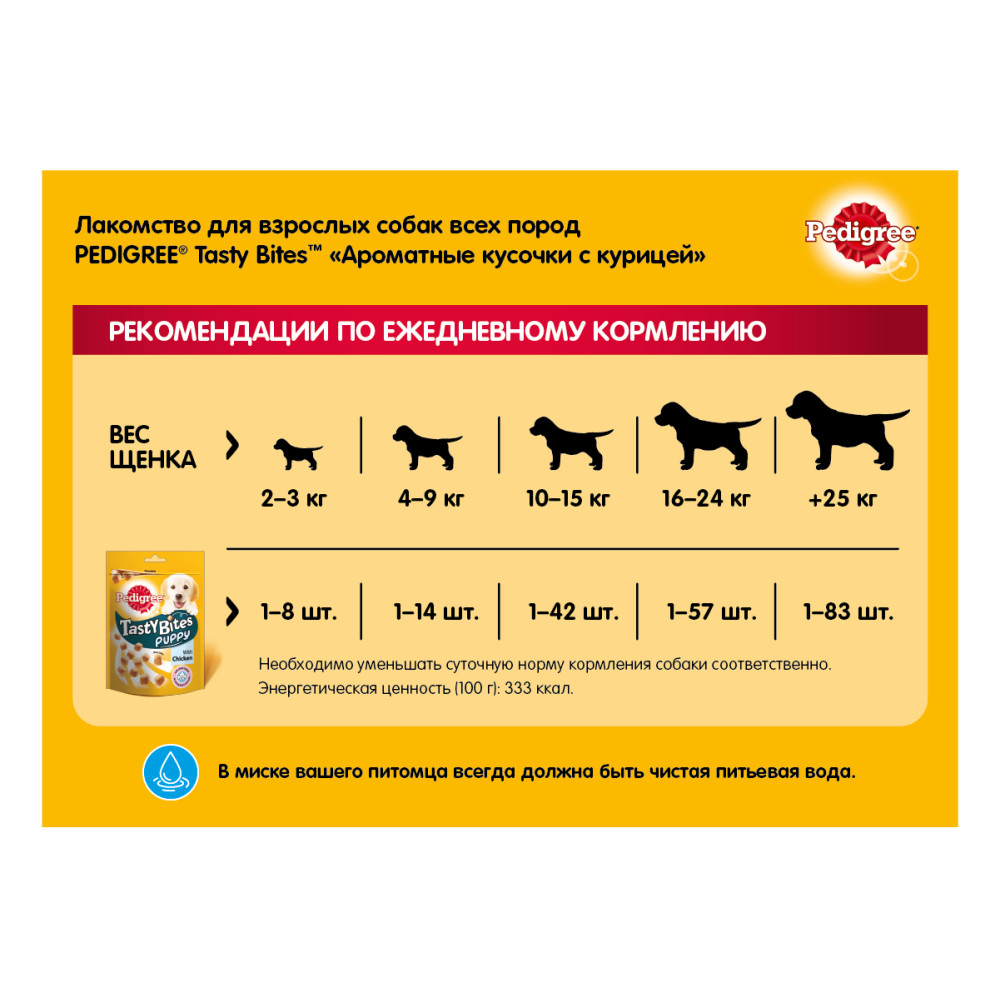 Лакомство для взрослых собак всех пород
PEDIGREE® Tasty Bites™ «Ароматные кусочки с курицей»
Pedigree
РЕКОМЕНДАЦИИ ПО ЕЖЕДНЕВНОМУ КОРМЛЕНИЮ
ВЕС
ЩЕНКА
2–3 кг 4–9 кг 10–15 кг 16–24 кг +25 кг
Pedigree
TastyBites
PUPPY
With
Chicken
1–8 шт. 1–14 шт. 1–42 шт. 1–57 шт. 1–83 шт.
Необходимо уменьшать суточную норму кормления собаки соответственно.
Энергетическая ценность (100 г): 333 ккал.
В миске вашего питомца всегда должна быть чистая питьевая вода.